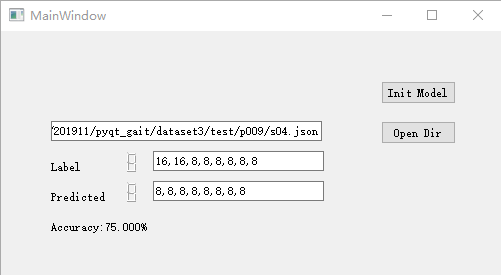 MainWindow
Init Model
201911/pyqt_gait/dataset3/test/p009/s04.json
Open Dir
Label
16,16,8,8,8,8,8,8
Predicted
8,8,8,8,8,8,8,8
Accuracy:75.000%